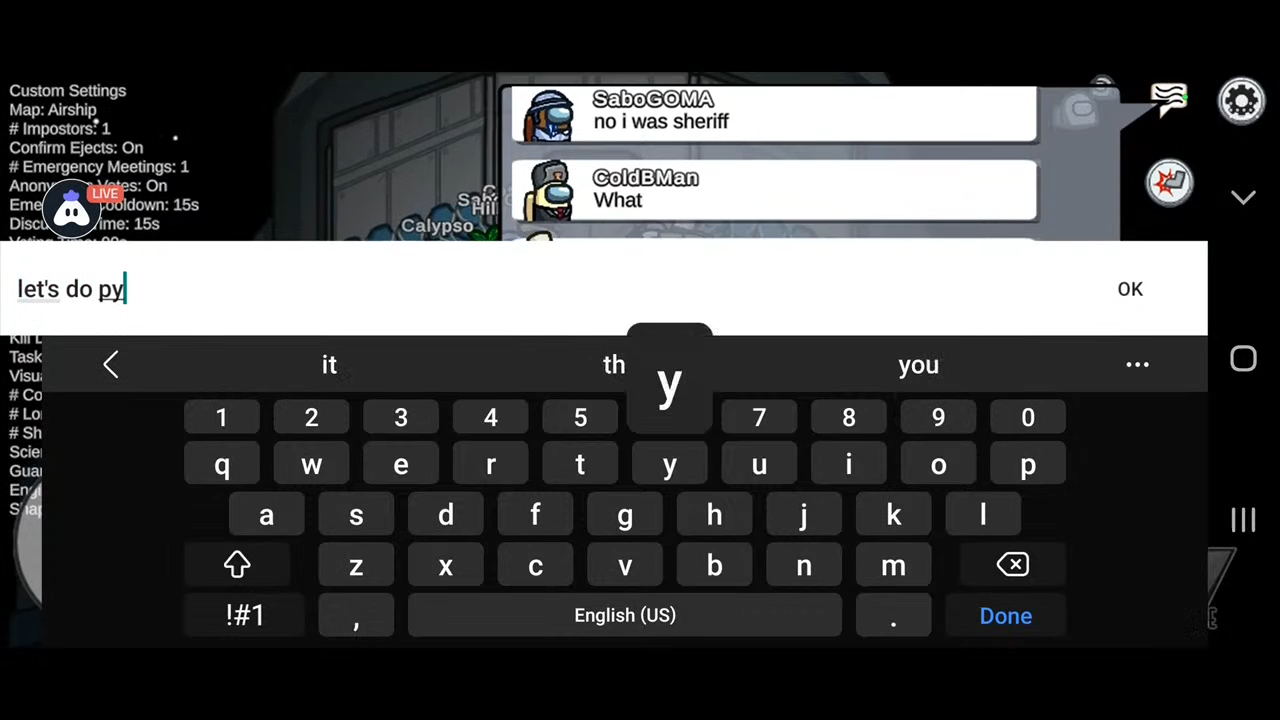 Custom Settings
Map: Airship
# Impostors: 1
Confirm Ejects: On
# Emergency Meetings: 1
Votes: On
15s
15s
LIVE
Calypso
SaboGOMA
no i was sheriff
ColdBMan
What
let's do py
OK
it
th
you
y
1 2 3 4 5 7 8 9 0
q w e r t y u i o p
a s d f g h j k l
z x c v b n m
!#1 , English (US) . Done